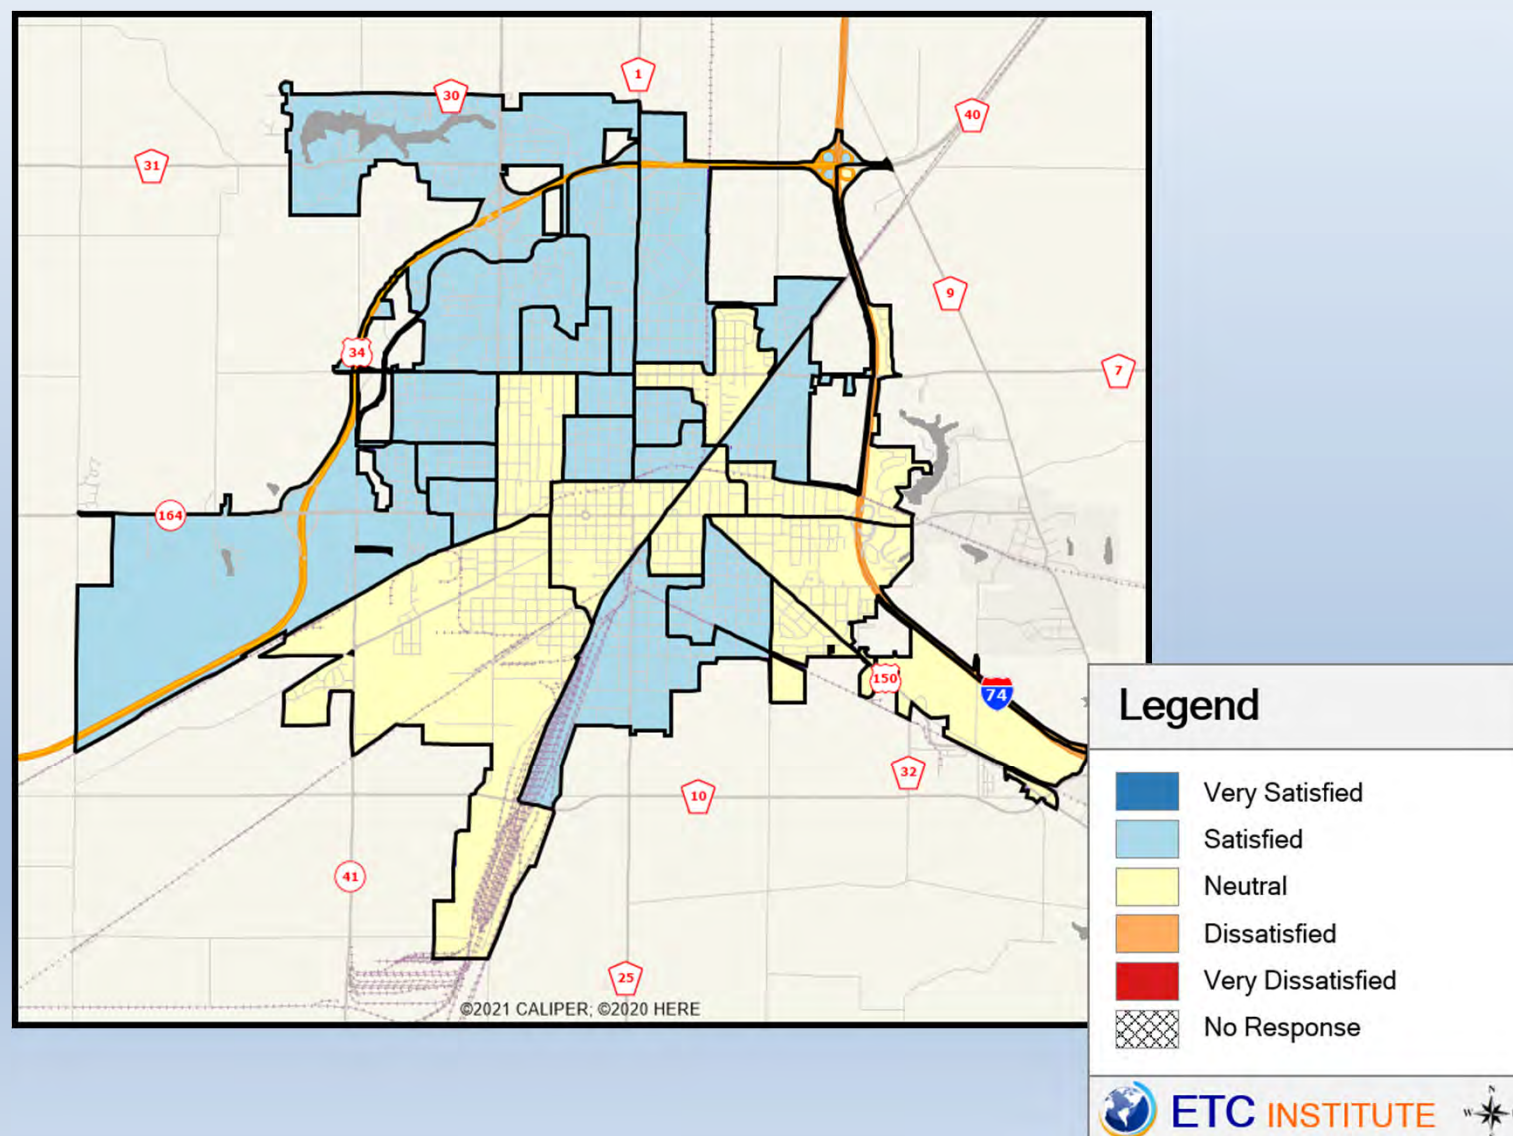 1
30
40
31
9
34
7
164
150
74
32
10
41
25
©2021 CALIPER; ©2020 HERE
Legend
Very Satisfied
Satisfied
Neutral
Dissatisfied
Very Dissatisfied
No Response
ETC INSTITUTE
N
W
S